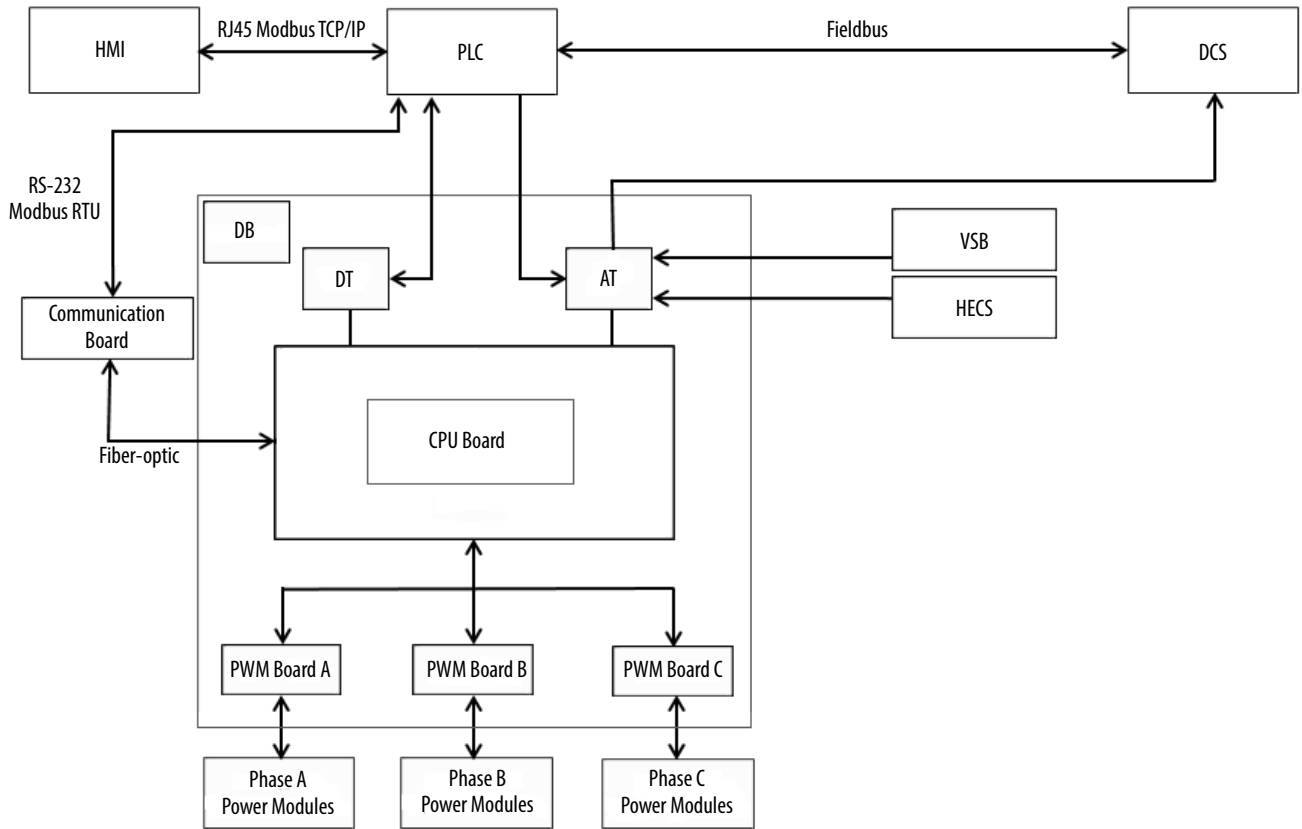 RJ45 Modbus TCP/IP
Fieldbus
HMI
PLC
DCS
RS-232
Modbus RTU
DB
VSB
DT
AT
HECS
Communication
Board
CPU Board
Fiber-optic
PWM Board A
PWM Board B
PWM Board C
Phase A
Power Modules
Phase B
Power Modules
Phase C
Power Modules